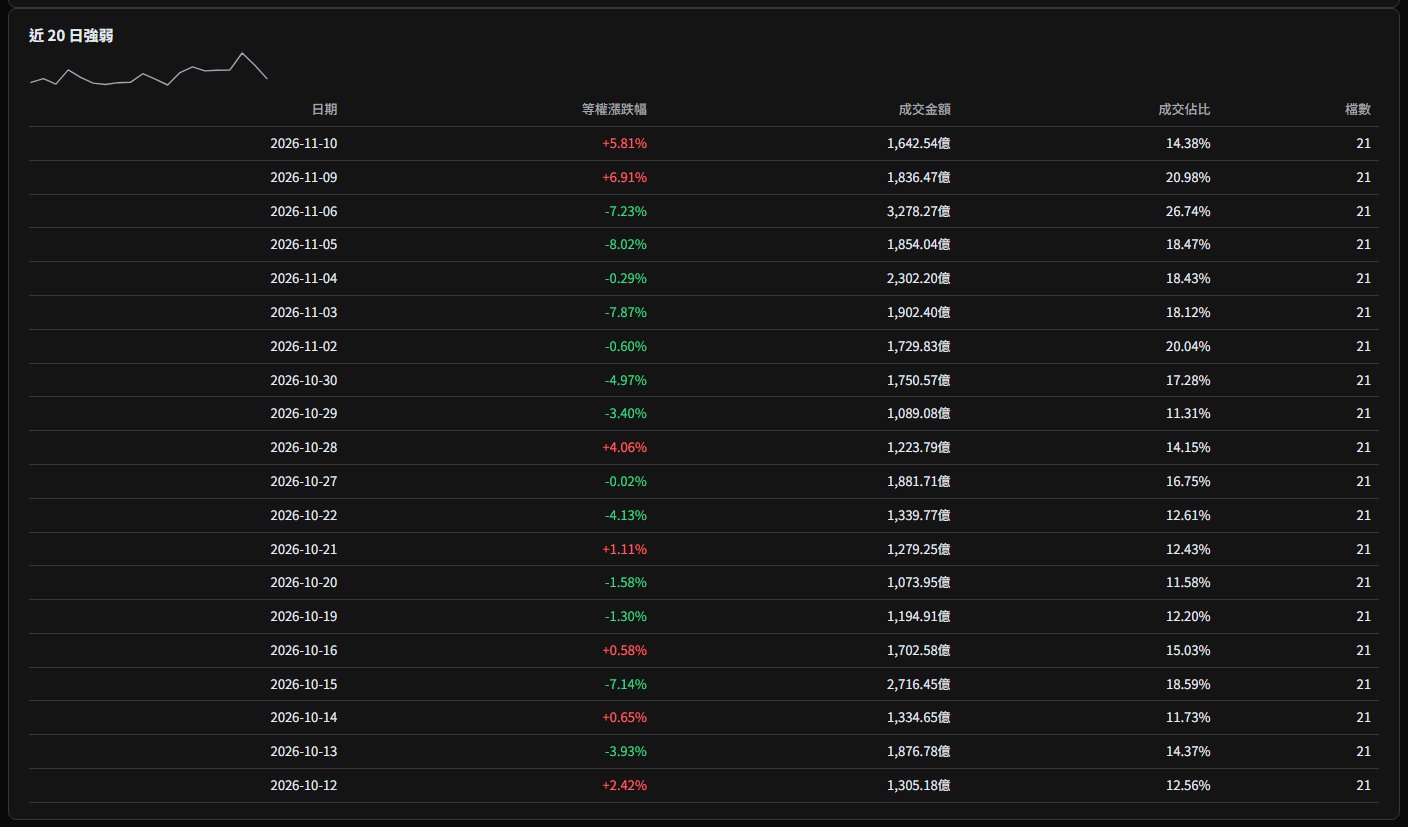 近 20 日強弱
日期 等權漲跌幅 成交金額 成交佔比 檔數
2026-11-10 +5.81% 1,642.54億 14.38% 21
2026-11-09 +6.91% 1,836.47億 20.98% 21
2026-11-06 -7.23% 3,278.27億 26.74% 21
2026-11-05 -8.02% 1,854.04億 18.47% 21
2026-11-04 -0.29% 2,302.20億 18.43% 21
2026-11-03 -7.87% 1,902.40億 18.12% 21
2026-11-02 -0.60% 1,729.83億 20.04% 21
2026-10-30 -4.97% 1,750.57億 17.28% 21
2026-10-29 -3.40% 1,089.08億 11.31% 21
2026-10-28 +4.06% 1,223.79億 14.15% 21
2026-10-27 -0.02% 1,881.71億 16.75% 21
2026-10-22 -4.13% 1,339.77億 12.61% 21
2026-10-21 +1.11% 1,279.25億 12.43% 21
2026-10-20 -1.58% 1,073.95億 11.58% 21
2026-10-19 -1.30% 1,194.91億 12.20% 21
2026-10-16 +0.58% 1,702.58億 15.03% 21
2026-10-15 -7.14% 2,716.45億 18.59% 21
2026-10-14 +0.65% 1,334.65億 11.73% 21
2026-10-13 -3.93% 1,876.78億 14.37% 21
2026-10-12 +2.42% 1,305.18億 12.56% 21